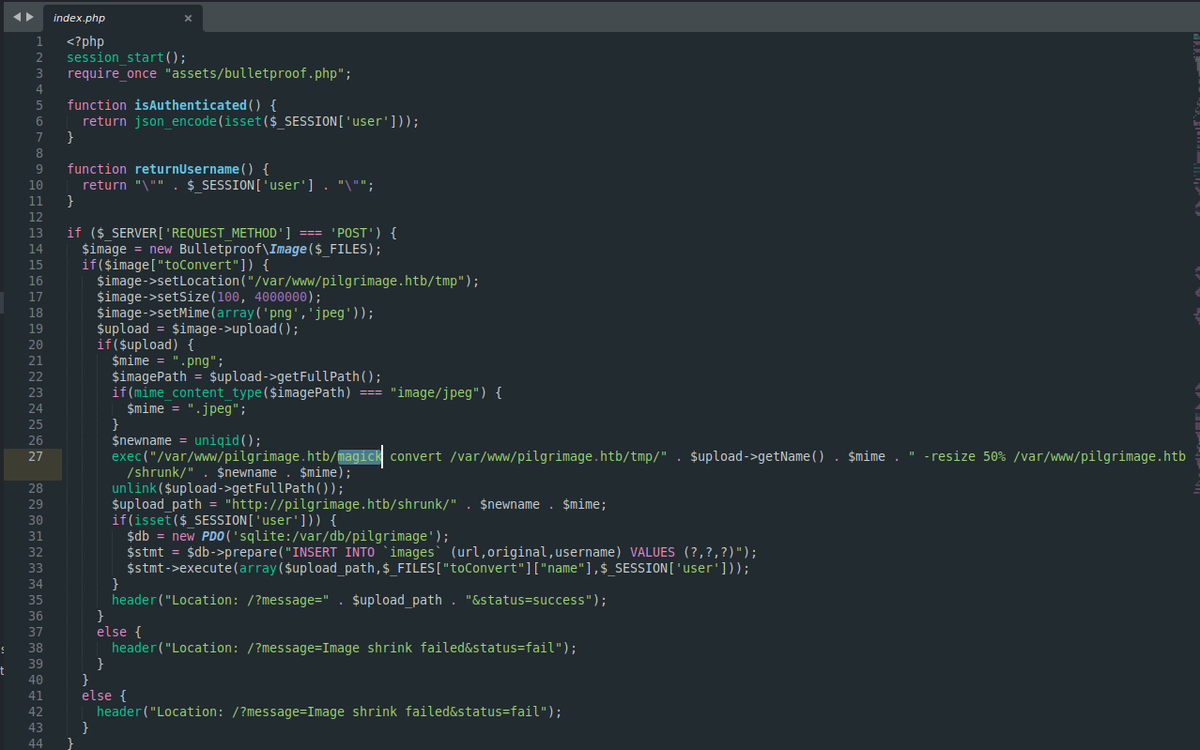 index.php ×
1 <?php
2 session_start();
3 require_once "assets/bulletproof.php";
4
5 function isAuthenticated() {
6 return json_encode(isset($_SESSION['user']));
7 }
8
9 function returnUsername() {
10 return "\"" . $_SESSION['user'] . "\"";
11 }
12
13 if ($_SERVER['REQUEST_METHOD'] === 'POST') {
14 $image = new Bulletproof\Image($_FILES);
15 if($image["toConvert"]) {
16 $image->setLocation("/var/www/pilgrimage.htb/tmp");
17 $image->setSize(100, 4000000);
18 $image->setMime(array('png','jpeg'));
19 $upload = $image->upload();
20 if($upload) {
21 $mime = ".png";
22 $imagePath = $upload->getFullPath();
23 if(mime_content_type($imagePath) === "image/jpeg") {
24 $mime = ".jpeg";
25 }
26 $newname = uniqid();
27 exec("/var/www/pilgrimage.htb/magick convert /var/www/pilgrimage.htb/tmp/" . $upload->getName() . $mime . " -resize 50% /var/www/pilgrimage.htb
/shrunk/" . $newname . $mime);
28 unlink($upload->getFullPath());
29 $upload_path = "http://pilgrimage.htb/shrunk/" . $newname . $mime;
30 if(isset($_SESSION['user'])) {
31 $db = new PDO('sqlite:/var/db/pilgrimage');
32 $stmt = $db->prepare("INSERT INTO `images` (url,original,username) VALUES (?,?,?)");
33 $stmt->execute(array($upload_path,$_FILES["toConvert"]["name"],$_SESSION['user']));
34 }
35 header("Location: /?message=" . $upload_path . "&status=success");
36 }
37 else {
38 header("Location: /?message=Image shrink failed&status=fail");
39 }
40 }
41 else {
42 header("Location: /?message=Image shrink failed&status=fail");
43 }
44 }